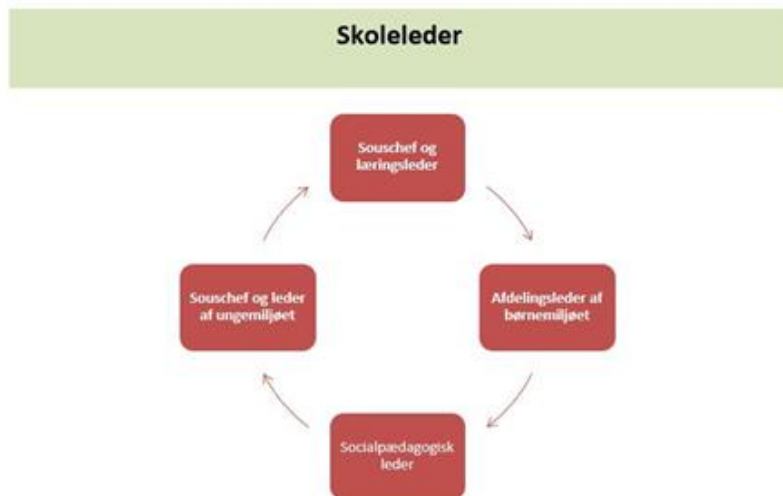 Skoleleder
Souschef og
læringsleder
Souschef og leder
af ungemiljøet
Afdelingsleder af
børnemiljøet
Socialpædagogisk
leder